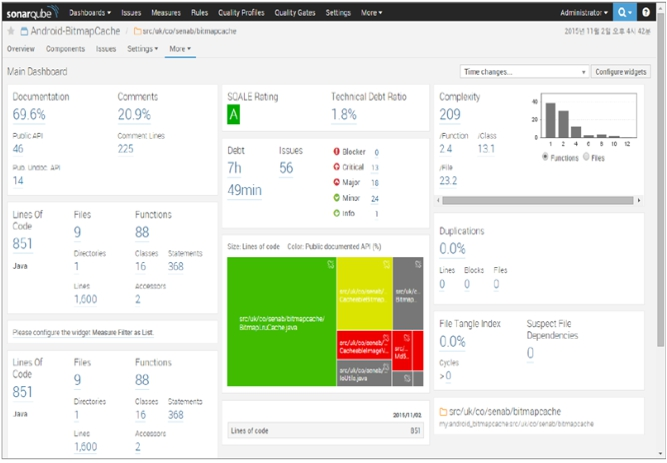 sonarqube Dashboards Issues Measures Rules Quality Profiles Quality Gates Settings More Administrator
Android-BitmapCache / src/uk/co/senab/bitmapcache 2015년 11월 2일 오후 4시 42분
Overview Components Issues Settings More
Main Dashboard Time changes... Configure widgets
Documentation Comments
69.6% 20.9%
Public API Comment Lines
46 225
Pub. Undoc. API
14
Lines Of Code Files Functions
851 9 88
Java Directories Classes Statements
1 16 368
Lines Accessors
1,600 2
Please configure the widget Measure Filter as List.
Lines Of Code Files Functions
851 9 88
Java Directories Classes Statements
1 16 368
Lines Accessors
1,600 2
SQALE Rating Technical Debt Ratio
A 1.8%
Debt Issues
7h 49min 56
Blocker 0
Critical 13
Major 18
Minor 24
Info 1
Size: Lines of code Color: Public documented API (%)
src/uk/co/senab/bitmapcache/
BitmapLruCache.java
src/uk/co/senab/..
src/uk/c..
Bitmap..
src/uk/co/senab/..
CacheableImageV..
src/uk/co/senab/..
IoUtils.java
2015/11/02
Lines of code 851
Complexity
209
/Function /Class
2.4 13.1
/File
23.2
40
20
0
1 2 4 6 8 10 12
Functions Files
Duplications
0.0%
Lines Blocks Files
0 0 0
File Tangle Index Suspect File Dependencies
0.0% 0
Cycles
> 0
src/uk/co/senab/bitmapcache
my:android_bitmapcache:src/uk/co/senab/bitmapcache